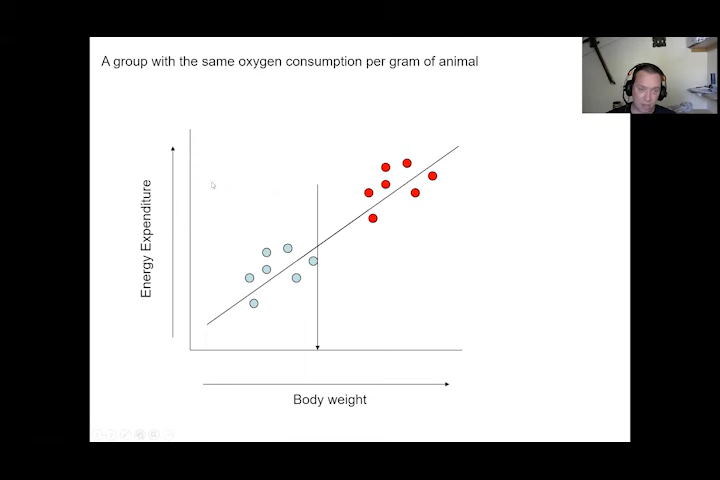 A group with the same oxygen consumption per gram of animal
Energy Expenditure
Body weight